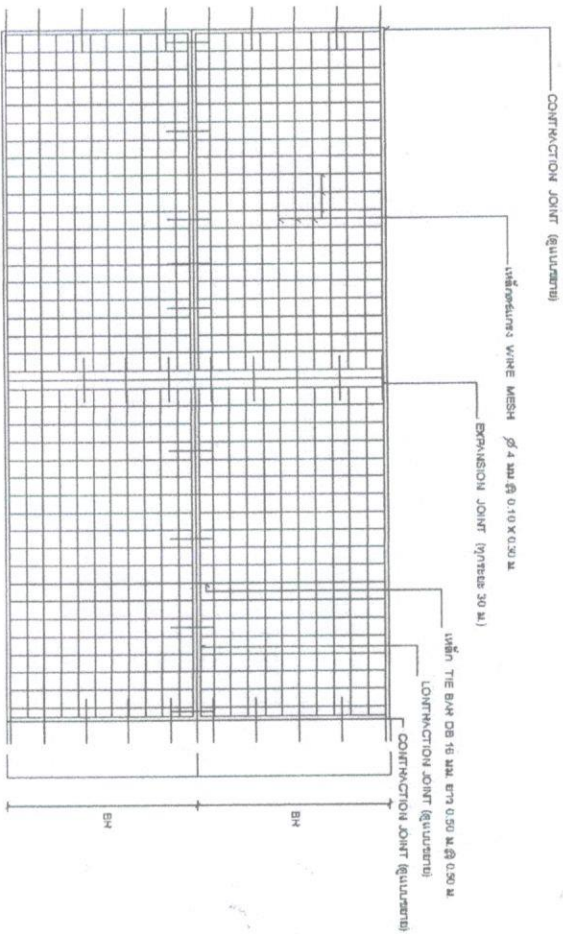 CONTRACTION JOINT (ดูแบบขยาย)
เหล็กตะแกรง WIRE MESH Ø 4 มม.@ 0.10 X 0.30 ม
EXPANSION JOINT (ทุกระยะ 30 ม.)
เหล็ก TIE BAR DB 16 มม. ยาว 0.50 ม.@ 0.50 ม
LONTRACTION JOINT (ดูแบบขยาย)
CONTRACTION JOINT (ดูแบบขยาย)